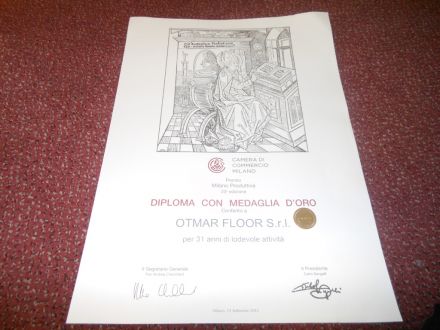 CAMERA DI
COMMERCIO
MILANO
Premio
Milano Produttiva
DIPLOMA CON MEDAGLIA D'ORO
Conferito a
OTMAR FLOOR S.r.l.
per 31 anni di lodevole attività
Il Segretario Generale
Il Presidente